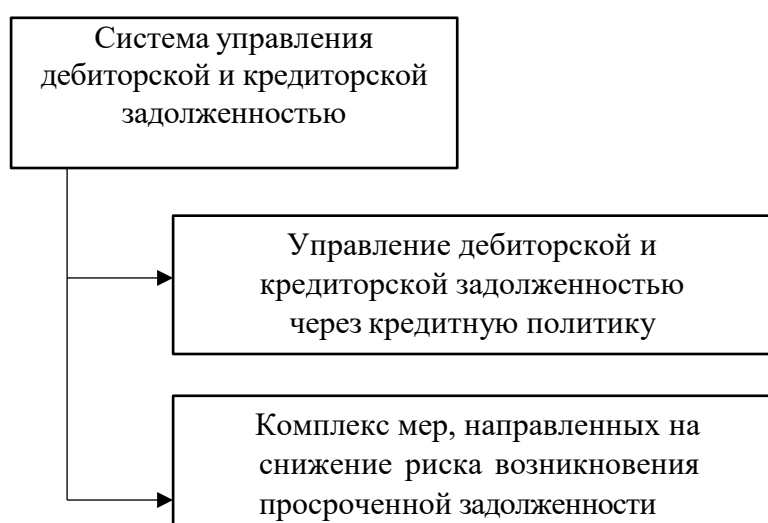 Система управления
дебиторской и кредиторской
задолженностью
Управление дебиторской и
кредиторской задолженностью
через кредитную политику
Комплекс мер, направленных на
снижение риска возникновения
просроченной задолженности